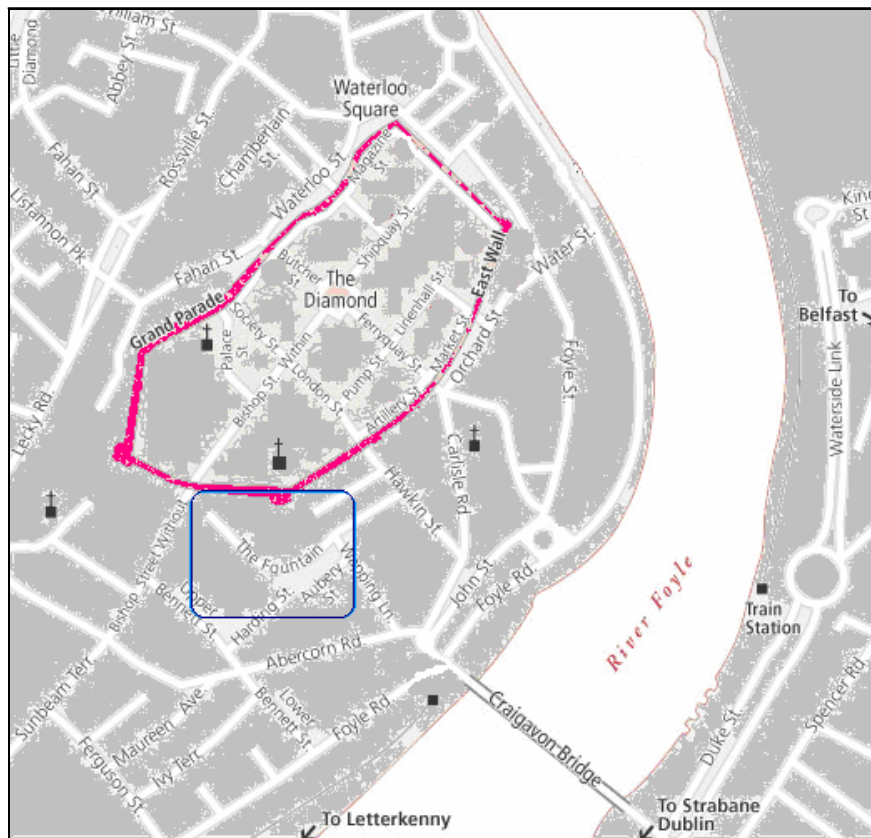 William St.
Little
Diamond
Abbey St.
Rossville St.
Waterloo
Square
Chamberlain
St.
Magazine
St.
Waterloo St.
Fahan St.
Lisfannon Pk.
Fahan St.
Shipquay St.
Butcher
St
The
Diamond
East Wall
Water St.
King
St
To
Belfast
Grand Parade
Society St.
Palace
St
Bishop St. Within
Ferryquay St.
Linenhall St.
Market St.
Orchard St
Foyle St.
Waterside Link
London St.
Pump St.
Artillery St.
Lecky Rd
Carlisle Rd
Hawkin St.
Bishop Street Without
The Fountain
Wapping Ln.
Aubery
St.
Harding St.
Upper
Bennett St.
John St
Foyle Rd
River Foyle
Train
Station
Abercorn Rd
Sunbeam Terr
Maureen Ave.
Lower
Bennett St.
Foyle Rd
Ivy Terr
Ferguson St.
Craigavon Bridge
Duke St.
Spencer Rd
To Letterkenny
To Strabane
Dublin